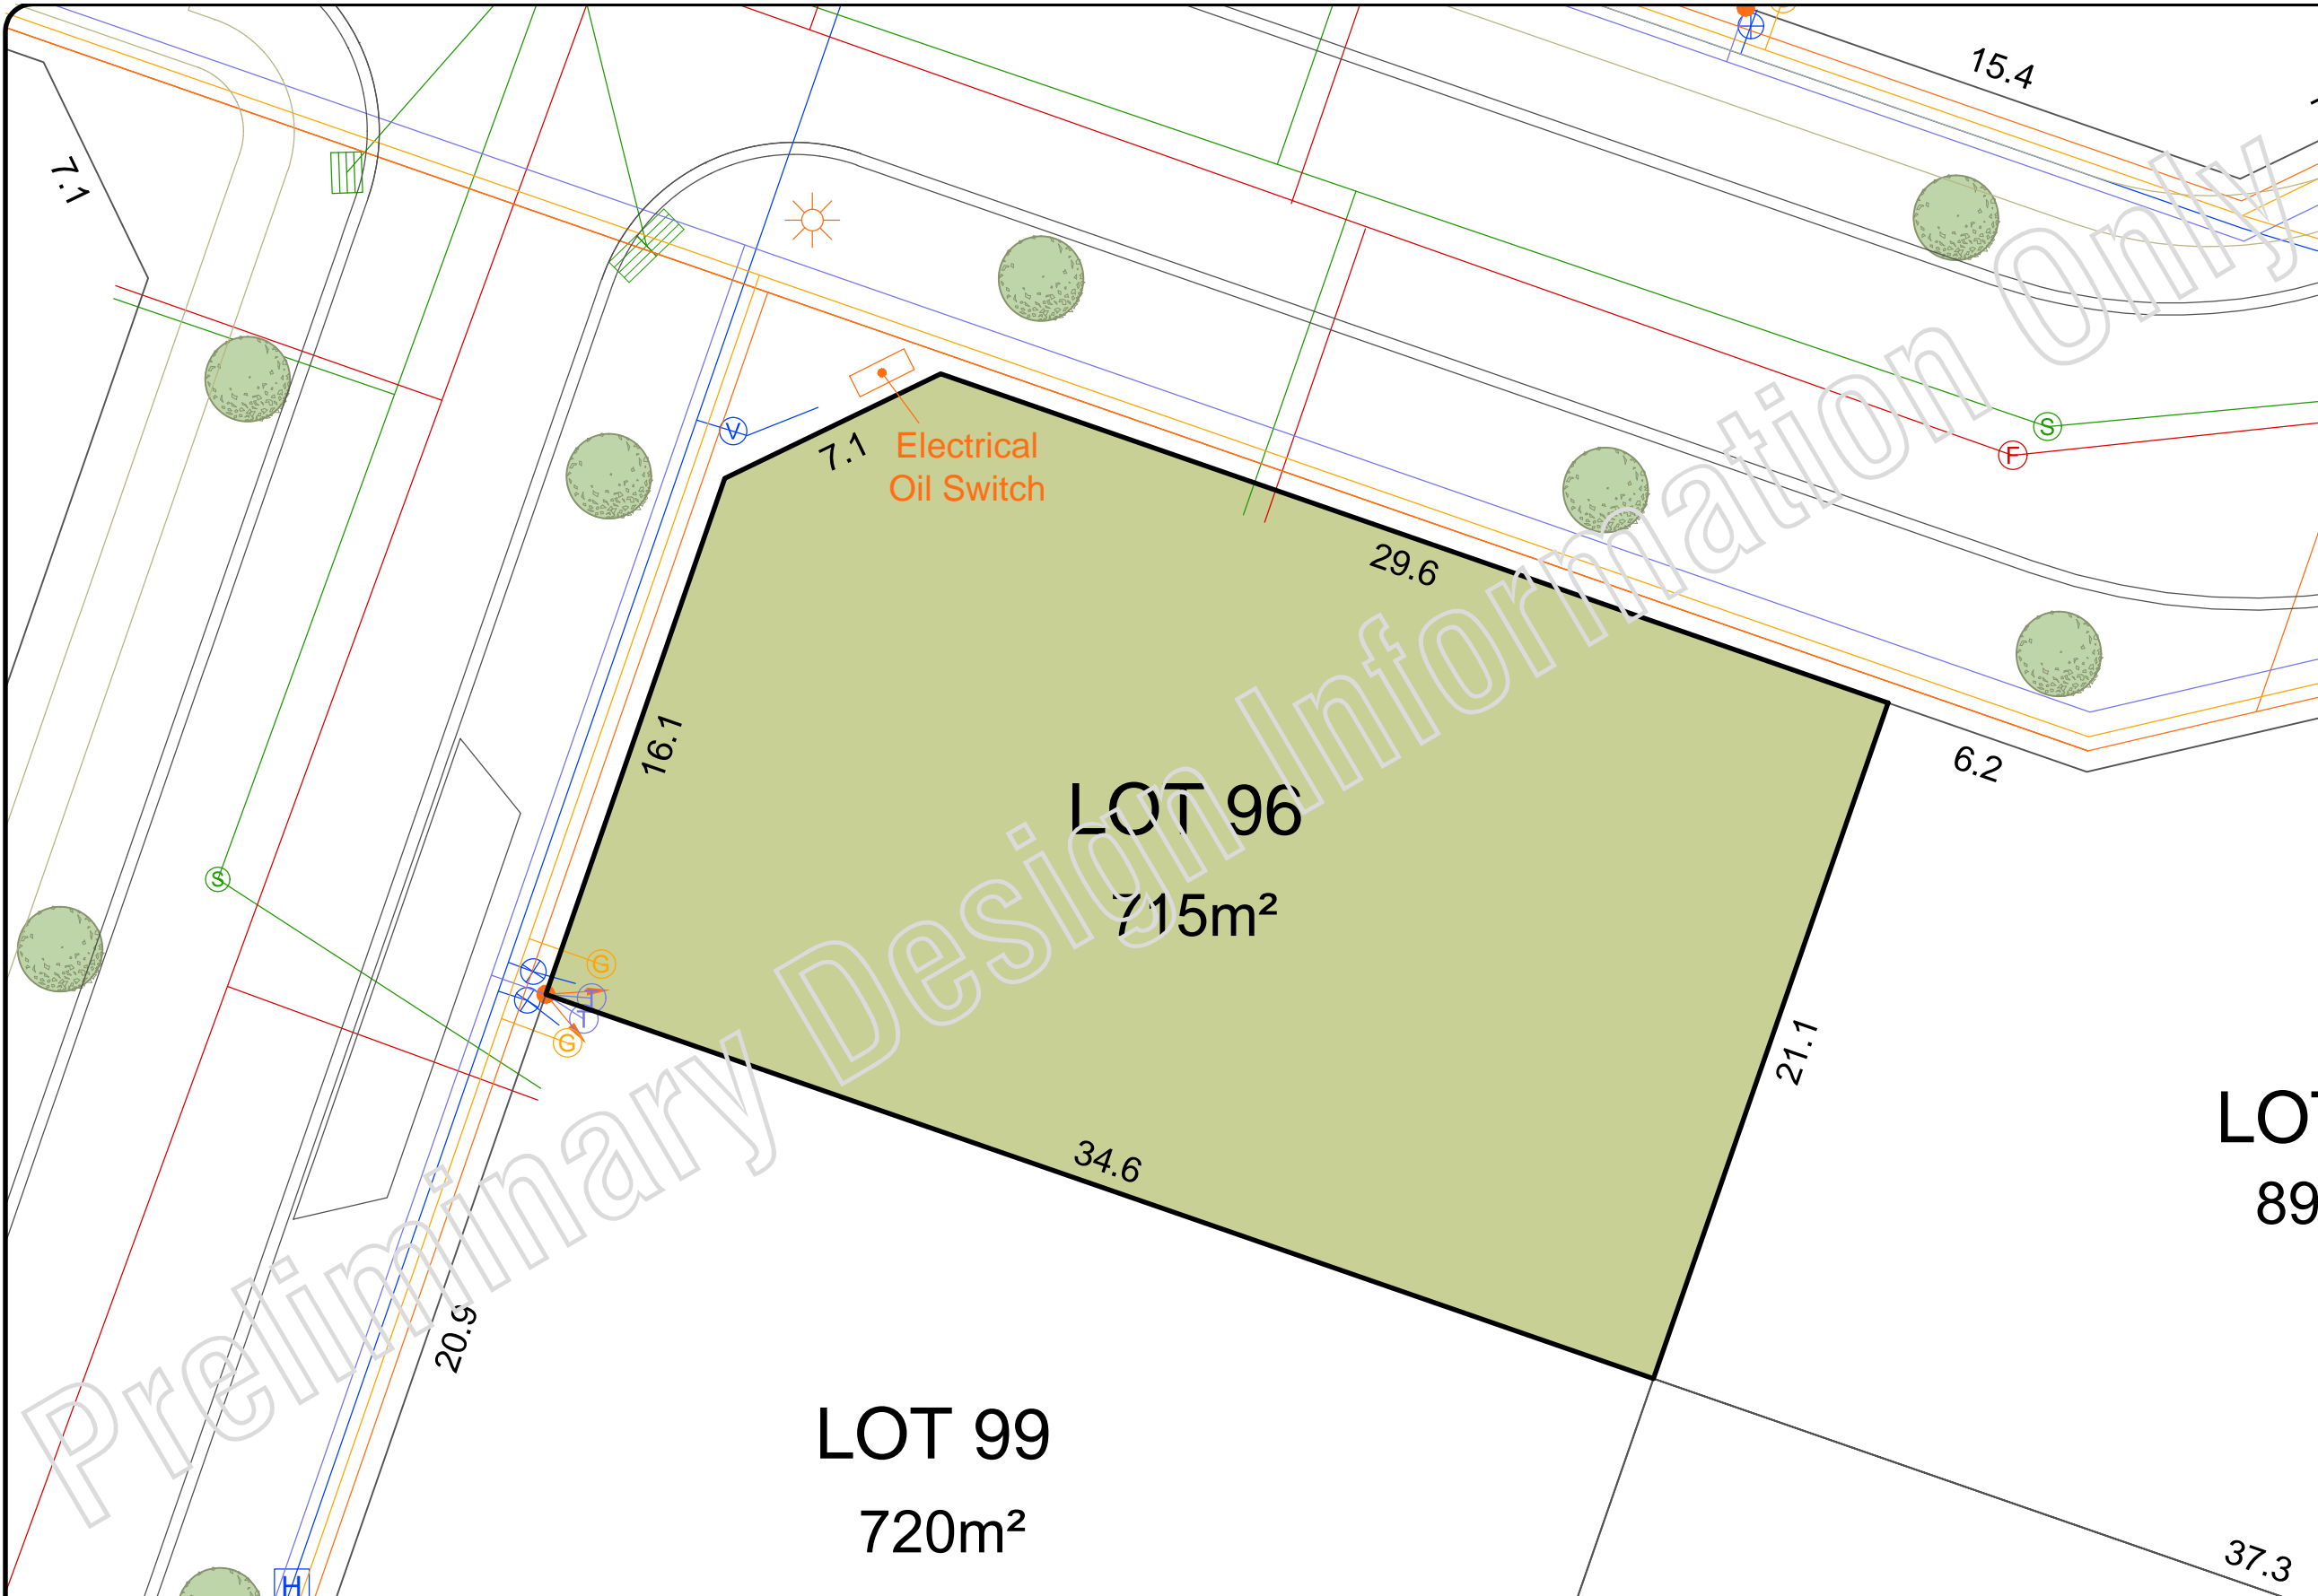 15.4
7.1
V
7.1
Electrical
Oil Switch
S
F
29.6
16.1
6.2
LOT 96
715m²
S
G
T
T
G
21.1
34.6
LO
89
20.9
LOT 99
720m²
37.3
H
Preliminary Design Information Only